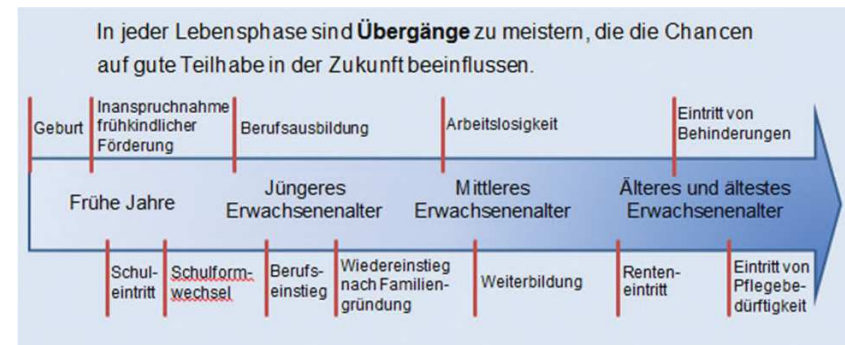 In jeder Lebensphase sind Übergänge zu meistern, die die Chancen
auf gute Teilhabe in der Zukunft beeinflussen.
Geburt
Inanspruchnahme
frühkindlicher
Förderung
Berufsausbildung
Arbeitslosigkeit
Eintritt von
Behinderungen
Frühe Jahre
Jüngeres
Erwachsenenalter
Mittleres
Erwachsenenalter
Älteres und ältestes
Erwachsenenalter
Schul-
eintritt
Schulform-
wechsel
Berufs-
einstieg
Wiedereinstieg
nach Familien-
gründung
Weiterbildung
Renten-
eintritt
Eintritt von
Pflegebe-
dürftigkeit